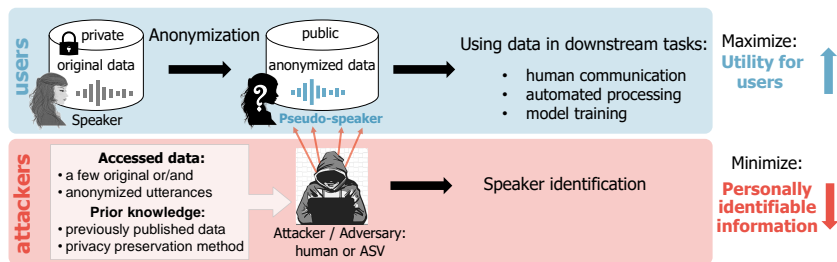 users
private
original data
Speaker
Anonymization
public
anonymized data
?
Pseudo-speaker
Using data in downstream tasks:
• human communication
• automated processing
• model training
Maximize:
Utility for
users
attackers
Accessed data:
• a few original or/and
• anonymized utterances
Prior knowledge:
• previously published data
• privacy preservation method
Attacker / Adversary:
human or ASV
Speaker identification
Minimize:
Personally
identifiable
information